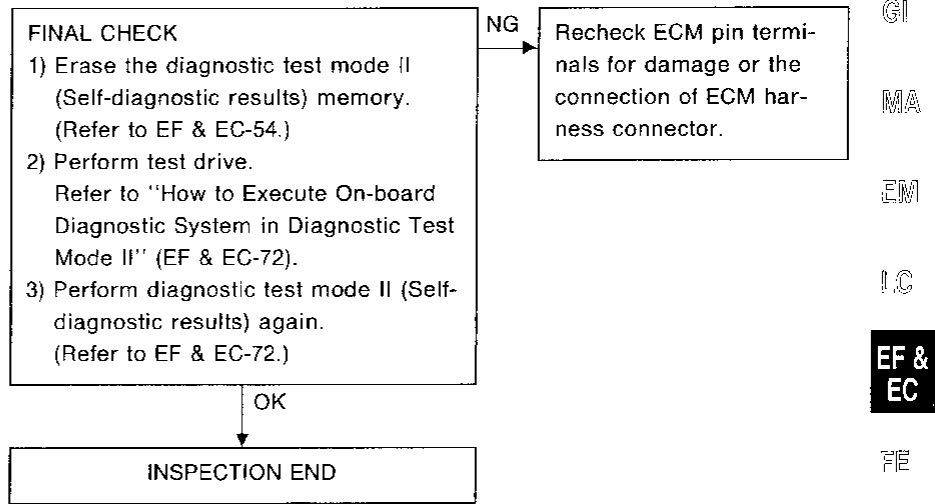 FINAL CHECK
1) Erase the diagnostic test mode II
(Self-diagnostic results) memory.
(Refer to EF & EC-54.)
2) Perform test drive.
Refer to ‘‘How to Execute On-board
Diagnostic System in Diagnostic Test
Mode II’’ (EF & EC-72).
3) Perform diagnostic test mode II (Self-
diagnostic results) again.
(Refer to EF & EC-72.)
NG
Recheck ECM pin termi-
nals for damage or the
connection of ECM har-
ness connector.
OK
INSPECTION END
GI
MA
EM
LC
EF &
EC
FE